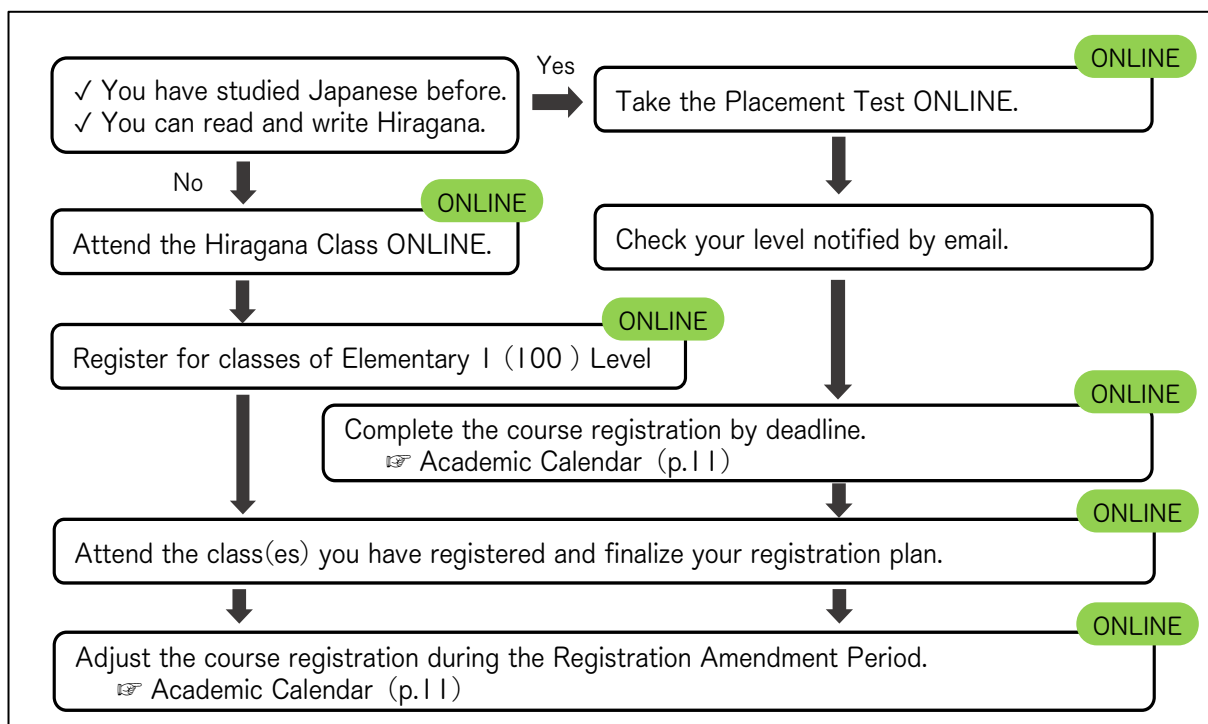 ✓ You have studied Japanese before.
✓ You can read and write Hiragana.
Yes
ONLINE
Take the Placement Test ONLINE.
No
ONLINE
Attend the Hiragana Class ONLINE.
Check your level notified by email.
ONLINE
Register for classes of Elementary 1 (100 ) Level
ONLINE
Complete the course registration by deadline.
☞ Academic Calendar (p.11)
ONLINE
Attend the class(es) you have registered and finalize your registration plan.
ONLINE
Adjust the course registration during the Registration Amendment Period.
☞ Academic Calendar (p.11)